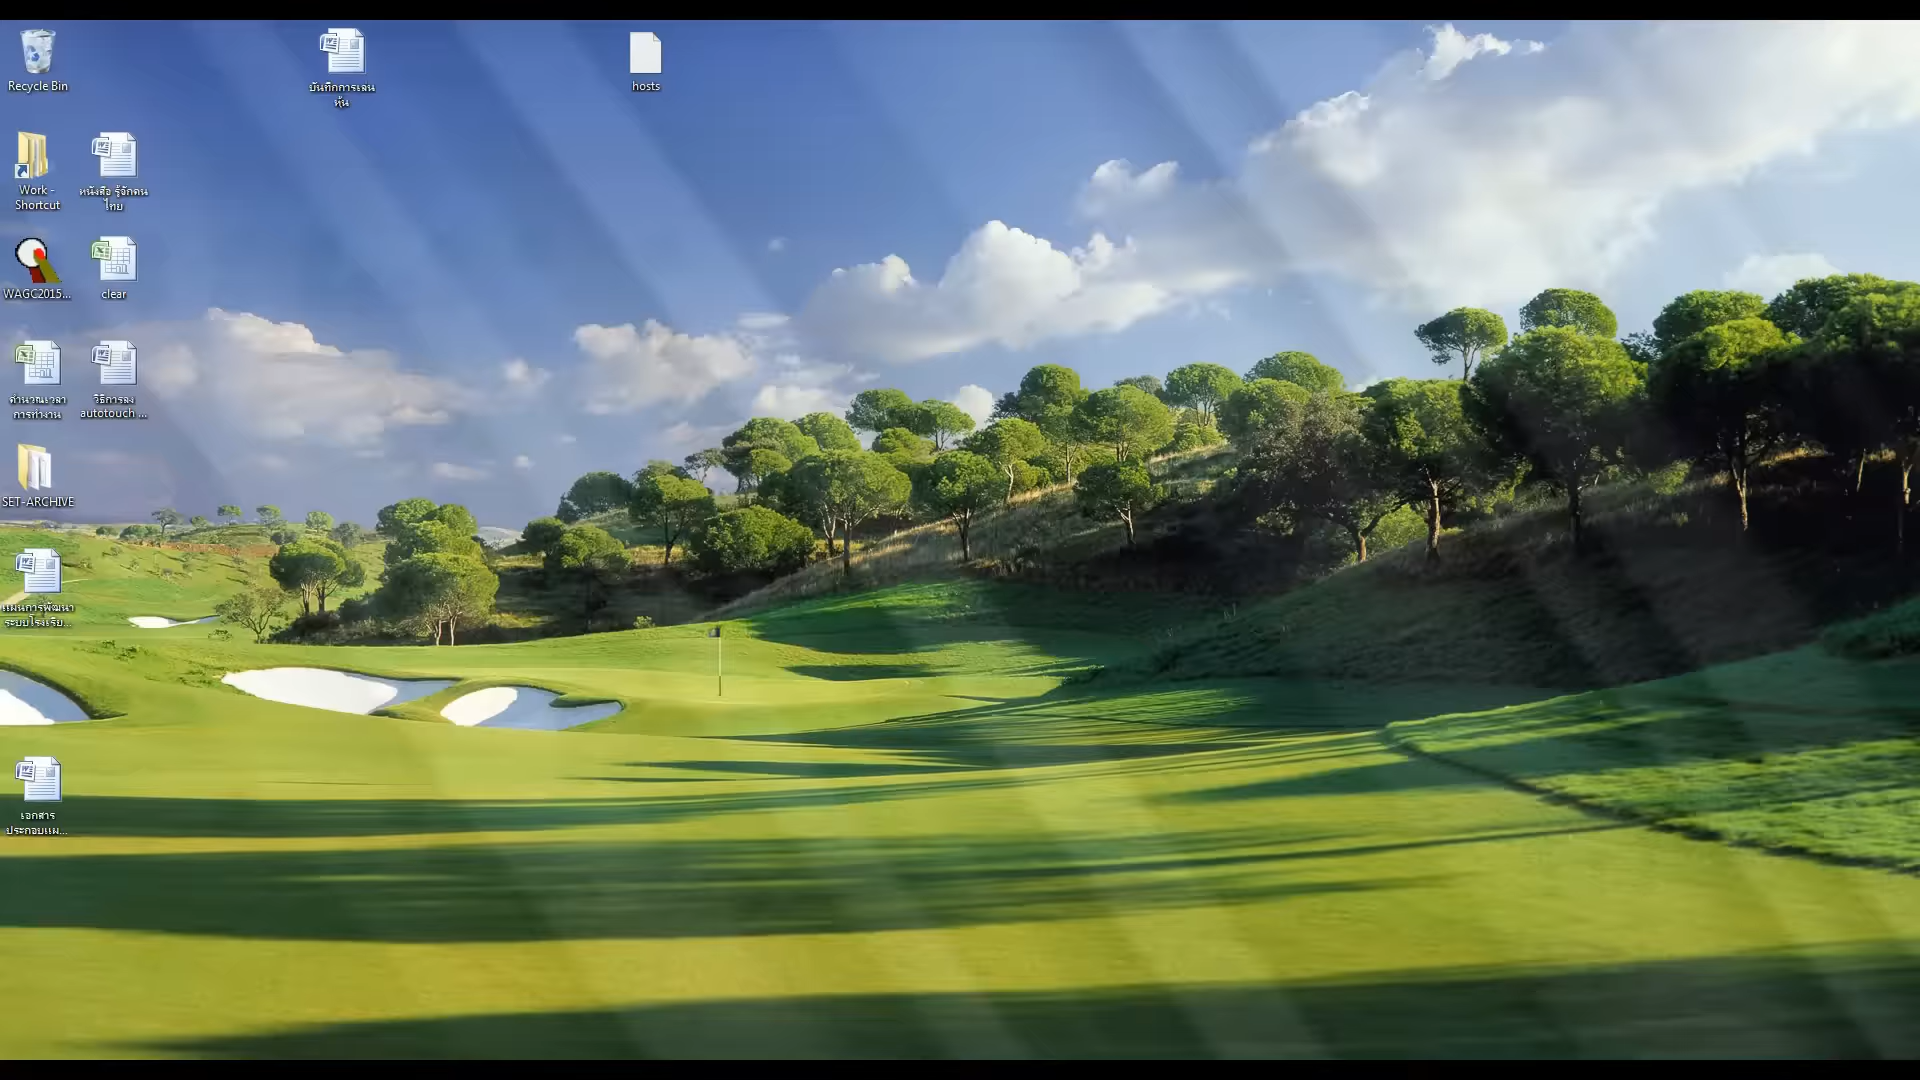 Recycle Bin
บันทึกการเล่น
หุ้น
hosts
Work -
Shortcut
หนังสือ รู้จักคน
ไทย
WAGC2015...
clear
คำนวณเวลา
การทำงาน
วิธีการลง
autotouch ...
SET-ARCHIVE
แผนการพัฒนา
ระบบโรงเรีย...
เอกสาร
ประกอบแผ...